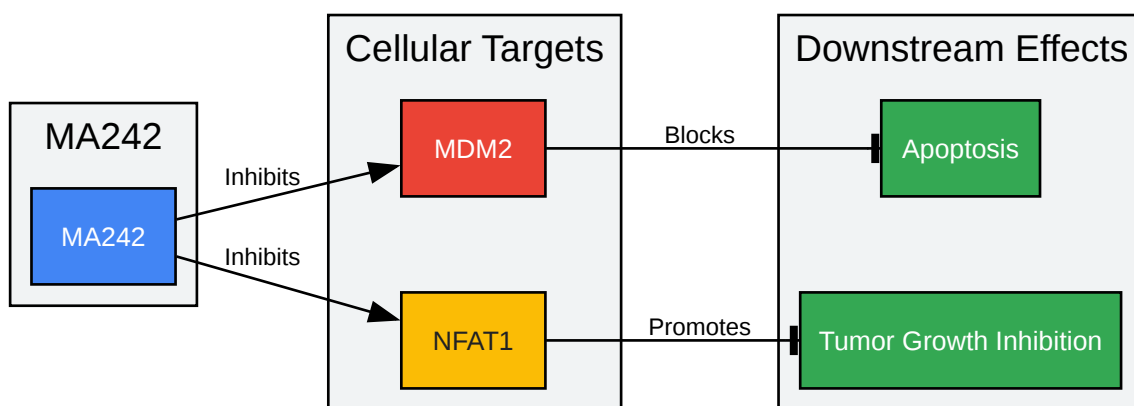 Cellular Targets
Downstream Effects
MA242
MA242
Inhibits
Inhibits
MDM2
NFAT1
Blocks
Promotes
Apoptosis
Tumor Growth Inhibition